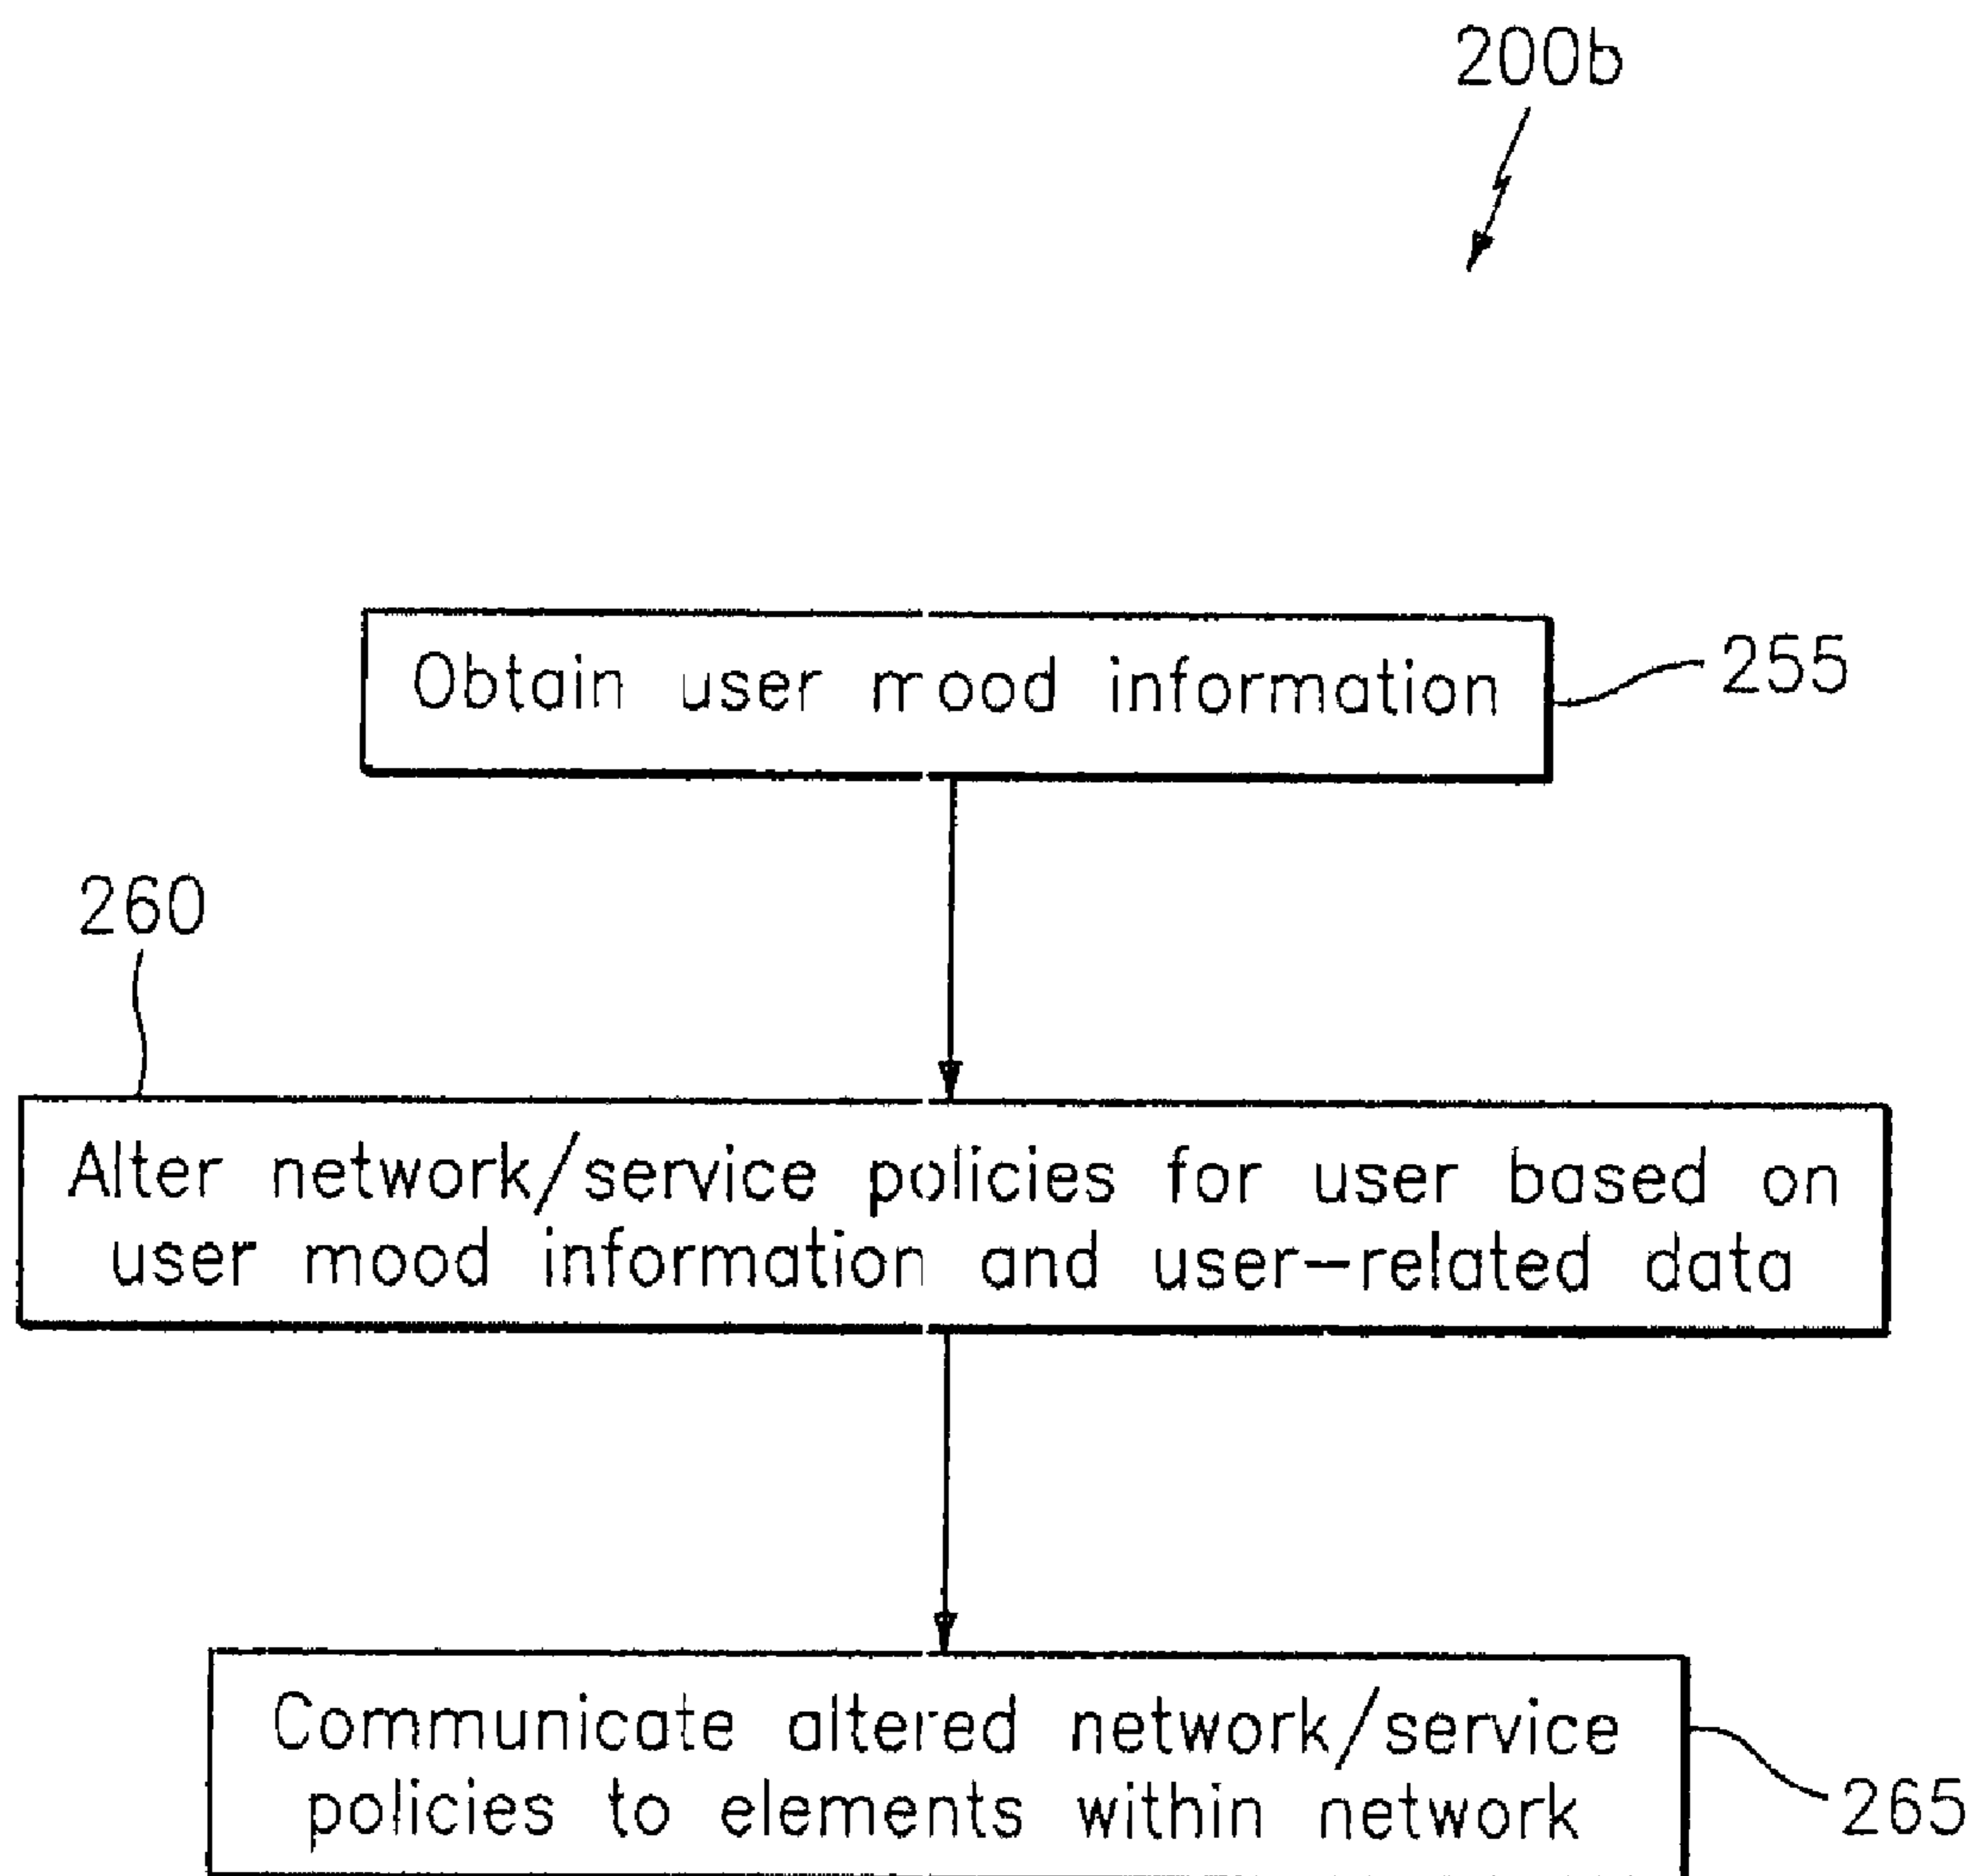 200b
Obtain user mood information
255
260
Alter network/service policies for user based on
user mood information and user-related data
Communicate altered network/service
policies to elements within network
265